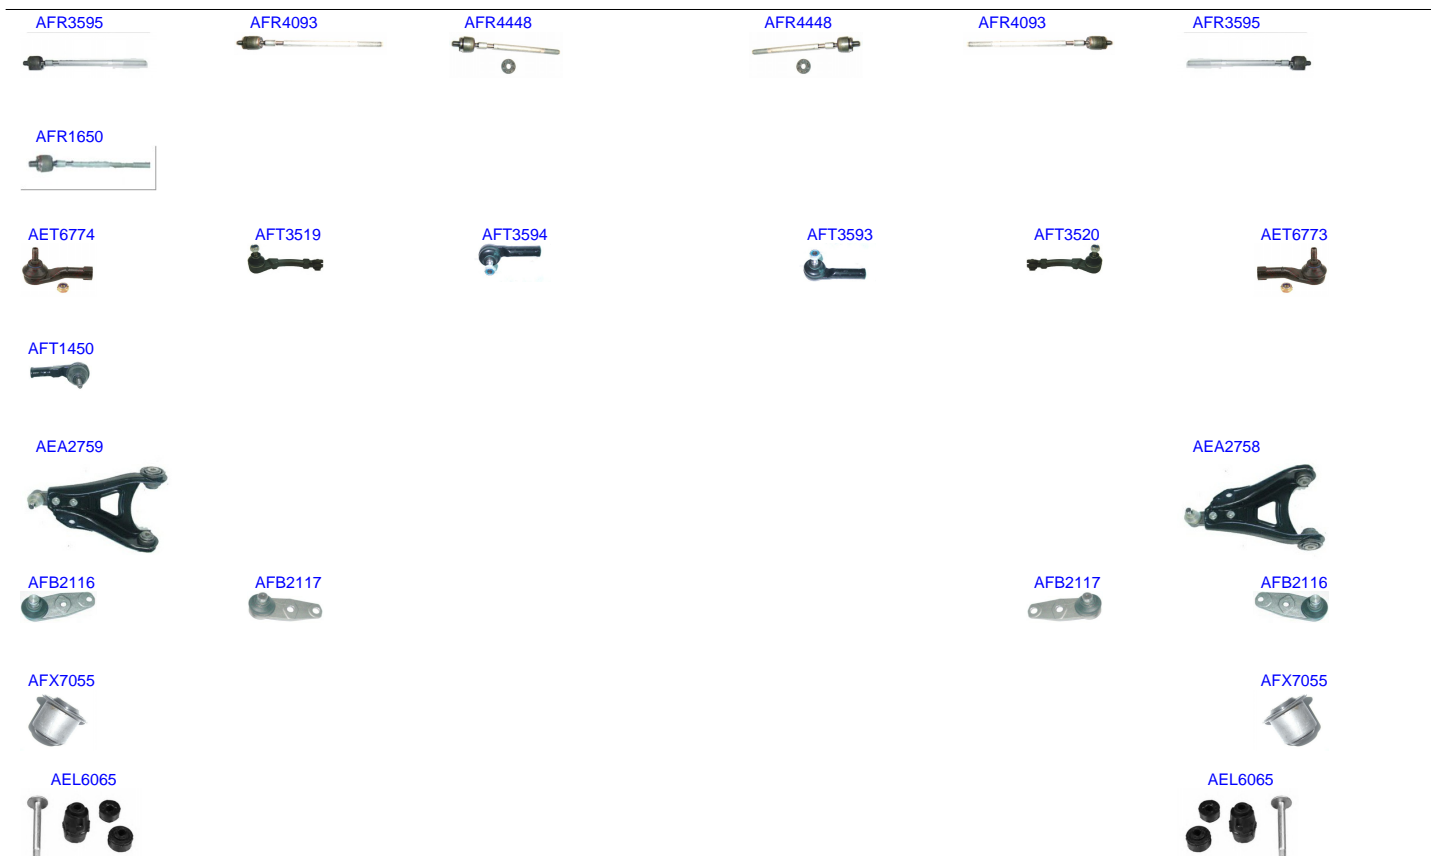 AFR3595 AFR4093 AFR4448 AFR4448 AFR4093 AFR3595
AFR1650
AET6774 AFT3519 AFT3594 AFT3593 AFT3520 AET6773
AFT1450
AEA2759 AEA2758
AFB2116 AFB2117 AFB2117 AFB2116
AFX7055 AFX7055
AEL6065 AEL6065